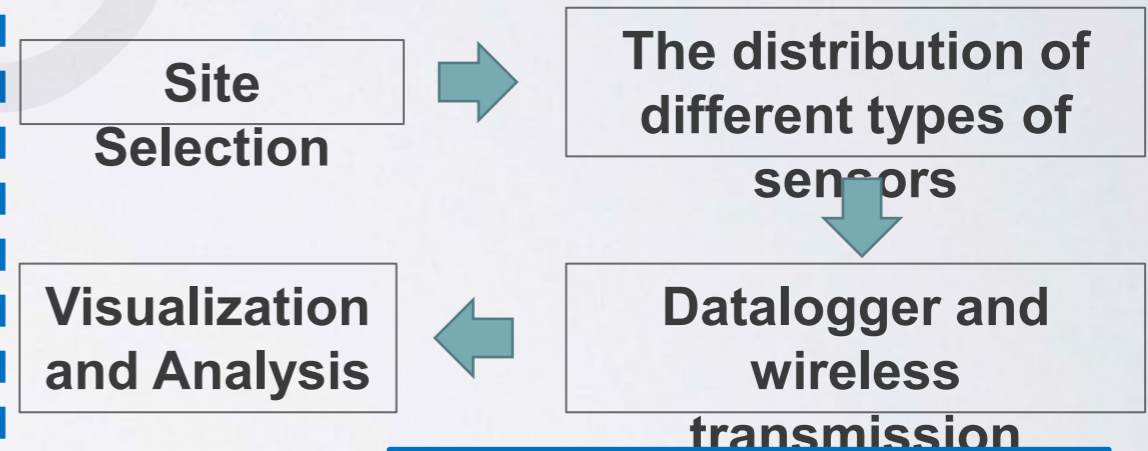 Site
Selection
The distribution of
different types of
sensors
Datalogger and
wireless
transmission
Visualization
and Analysis